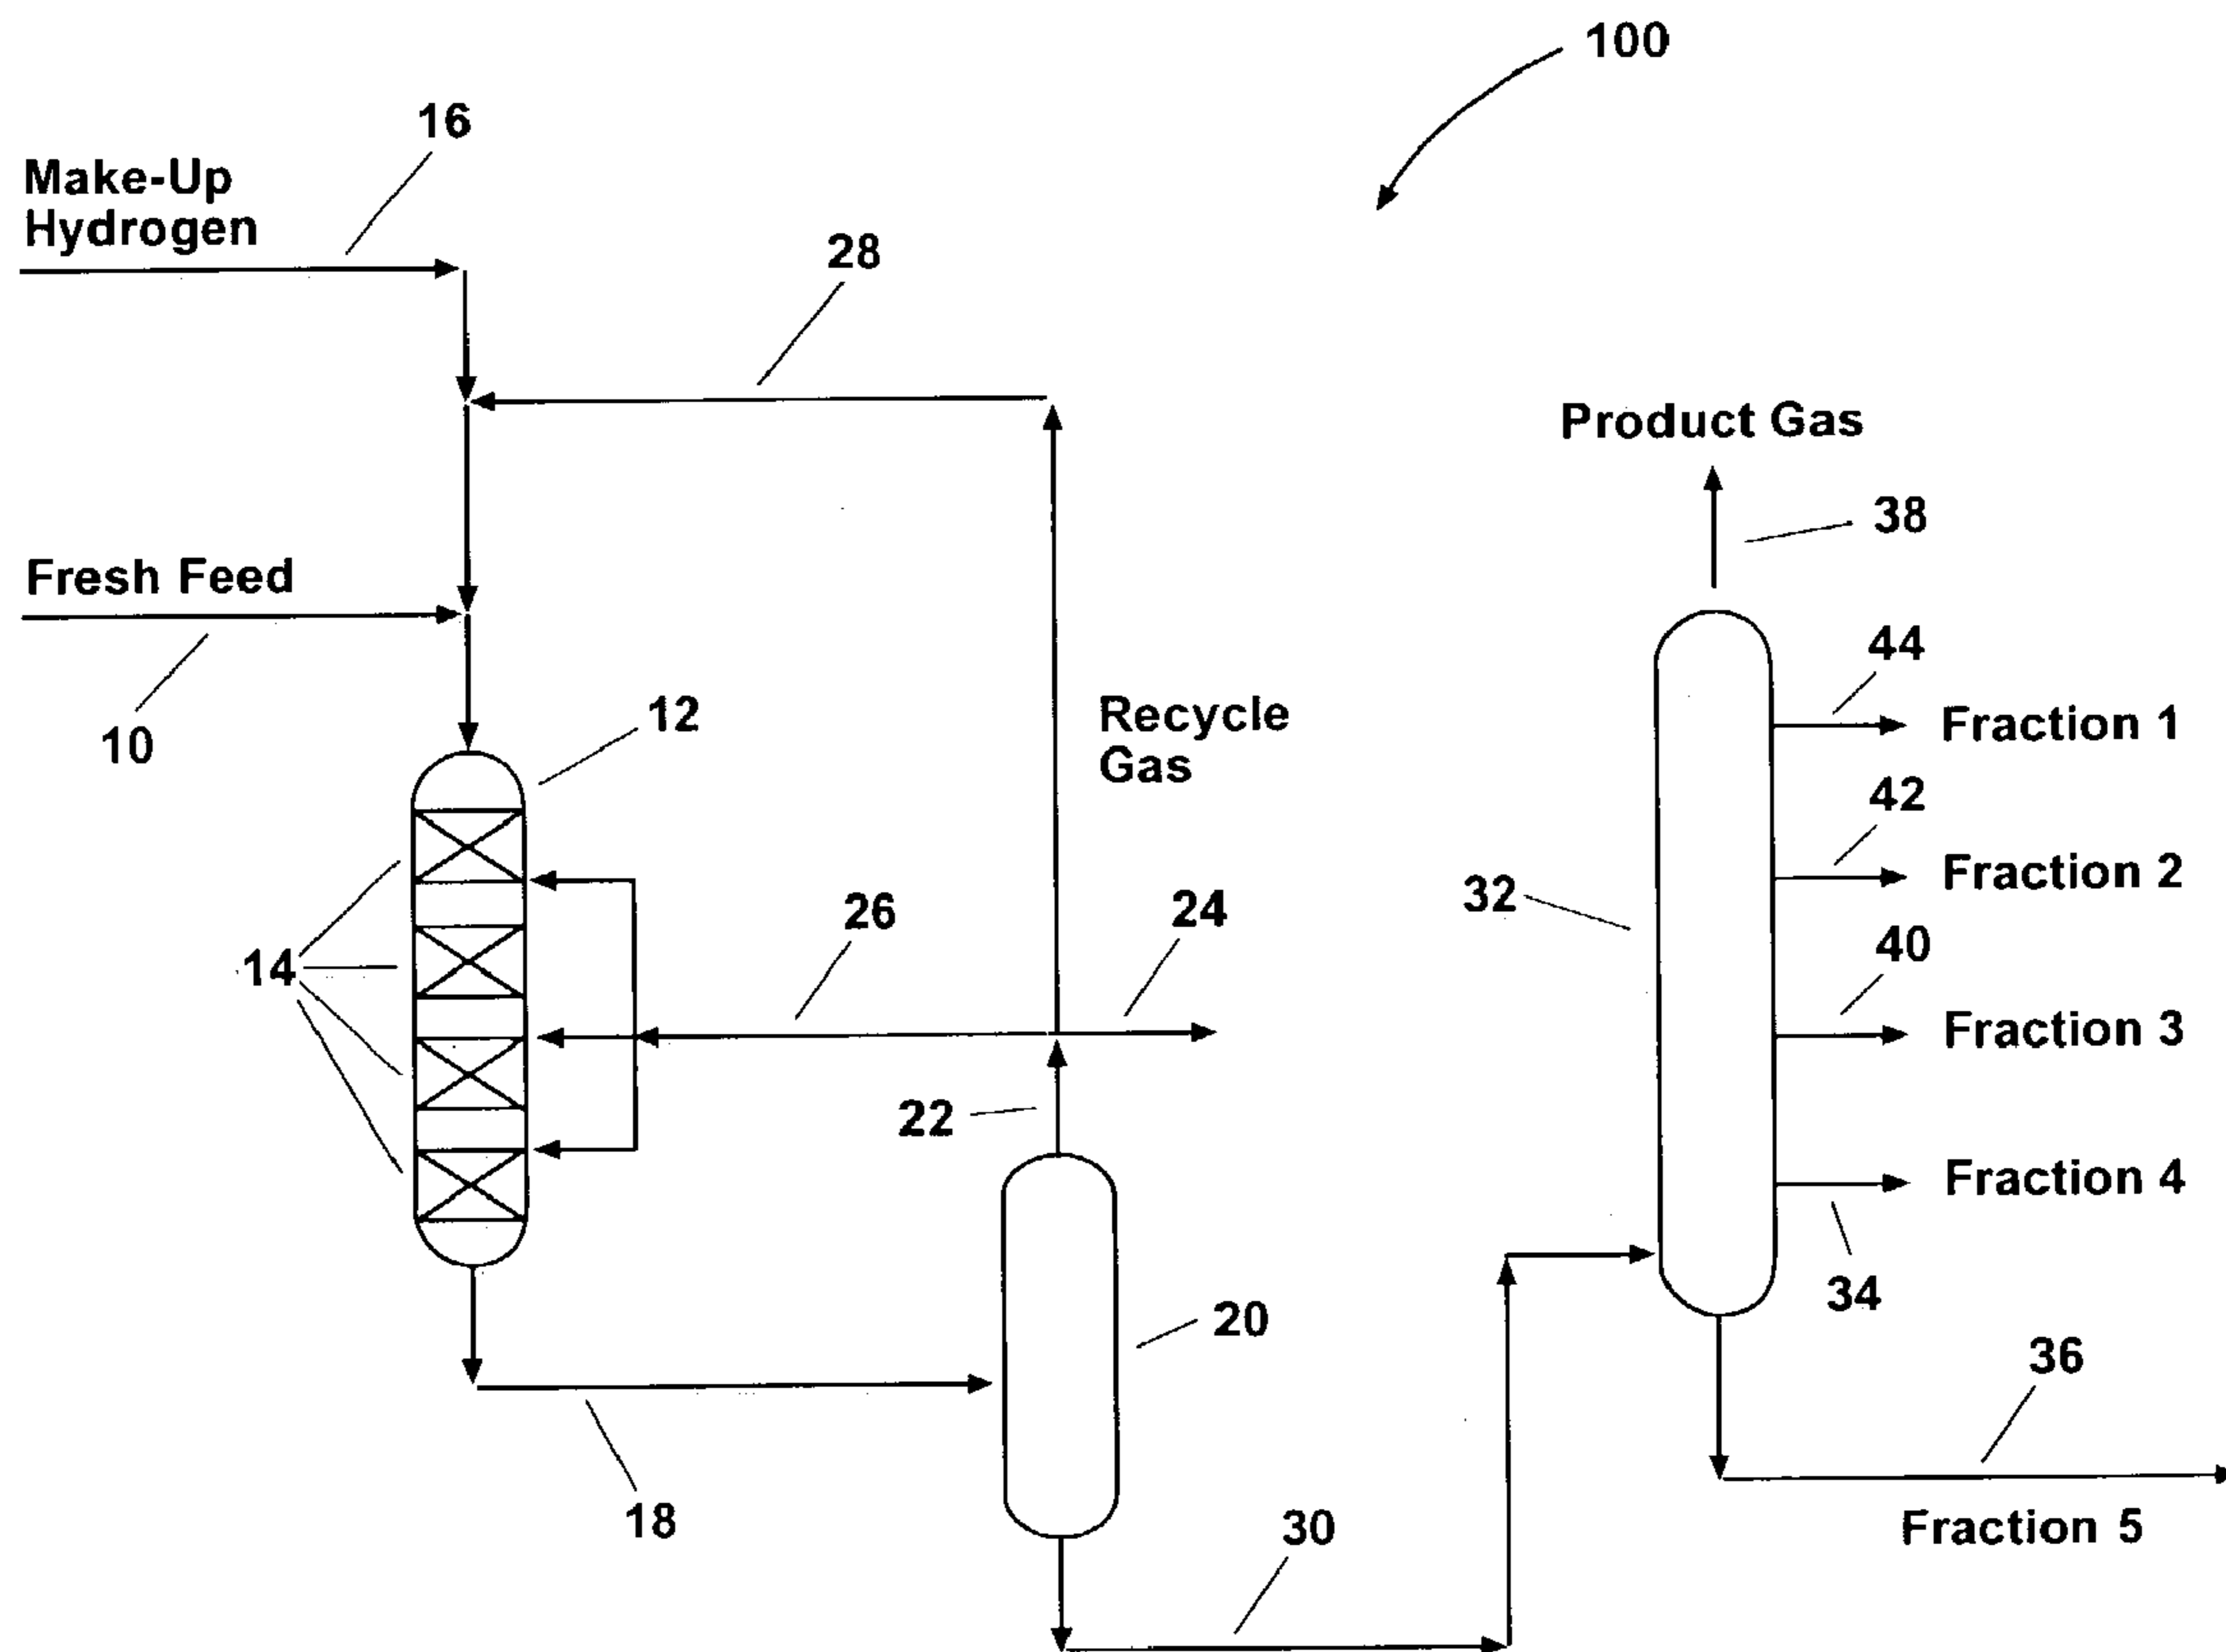 100
16
Make-Up
Hydrogen
28
Product Gas
38
Fresh Feed
10
12
Recycle
Gas
44
Fraction 1
42
Fraction 2
32
26
24
40
Fraction 3
14
22
Fraction 4
34
20
36
18
30
Fraction 5